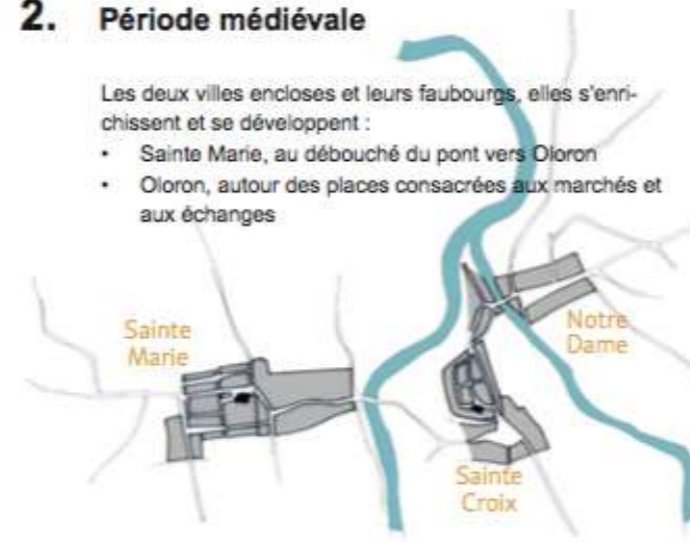 2. Période médiévale
Les deux villes encloses et leurs faubourgs, elles s'enri-
chissent et se développent :
• Sainte Marie, au débouché du pont vers Oloron
• Oloron, autour des places consacrées aux marchés et
aux échanges
Sainte
Marie
Notre
Dame
Sainte
Croix